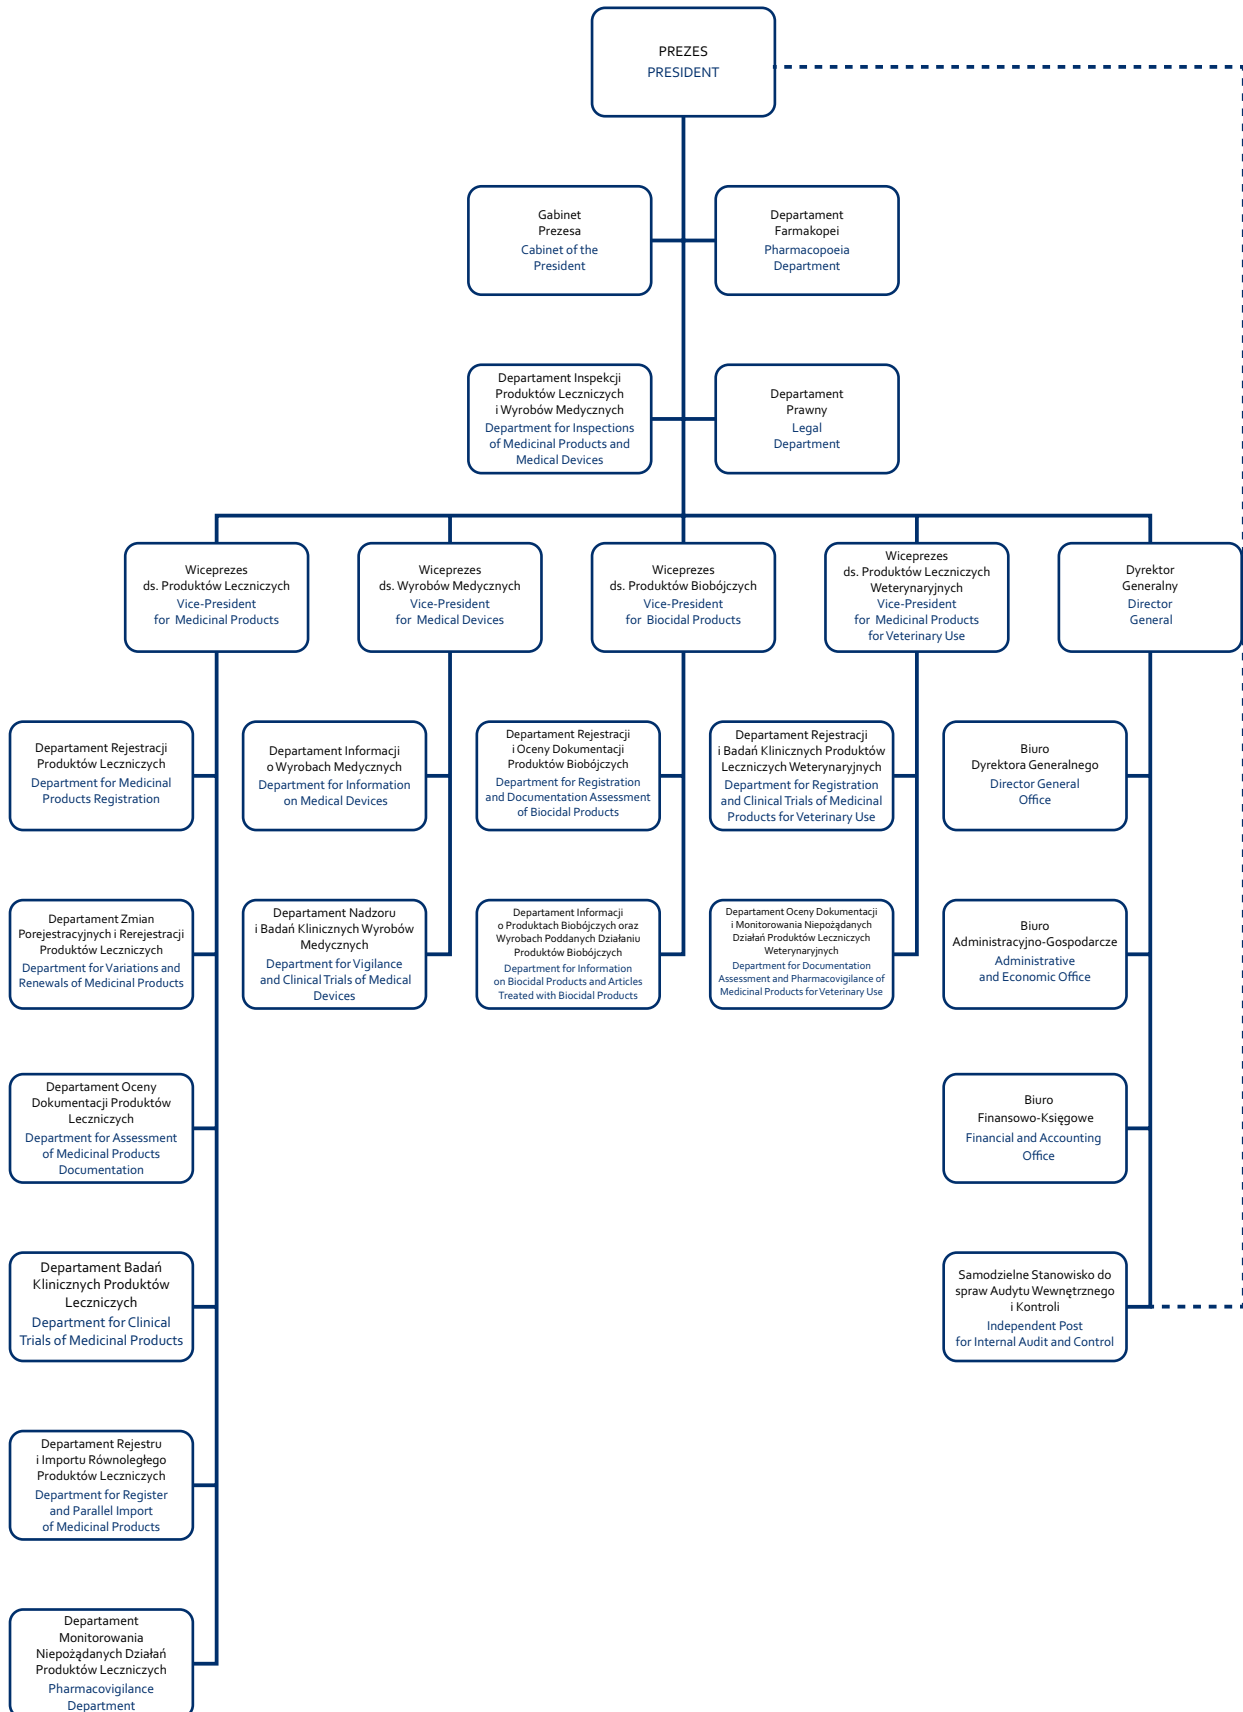 PREZES
PRESIDENT
Gabinet
Prezesa
Cabinet of the
President
Departament
Farmakopei
Pharmacopoeia
Department
Departament Inspekcji
Produktów Leczniczych
i Wyrobów Medycznych
Department for Inspections
of Medicinal Products and
Medical Devices
Departament
Prawny
Legal
Department
Wiceprezes
ds. Produktów Leczniczych
Vice-President
for Medicinal Products
Wiceprezes
ds. Wyrobów Medycznych
Vice-President
for Medical Devices
Wiceprezes
ds. Produktów Biobójczych
Vice-President
for Biocidal Products
Wiceprezes
ds. Produktów Leczniczych
Weterynaryjnych
Vice-President
for Medicinal Products
for Veterinary Use
Dyrektor
Generalny
Director
General
Departament Rejestracji
Produktów Leczniczych
Department for Medicinal
Products Registration
Departament Informacji
o Wyrobach Medycznych
Department for Information
on Medical Devices
Departament Rejestracji
i Oceny Dokumentacji
Produktów Biobójczych
Department for Registration
and Documentation Assessment
of Biocidal Products
Departament Rejestracji
i Badań Klinicznych Produktów
Leczniczych Weterynaryjnych
Department for Registration
and Clinical Trials of Medicinal
Products for Veterinary Use
Biuro
Dyrektora Generalnego
Director General
Office
Departament Zmian
Porejestracyjnych i Rerejestracji
Produktów Leczniczych
Department for Variations and
Renewals of Medicinal Products
Departament Nadzoru
i Badań Klinicznych Wyrobów
Medycznych
Department for Vigilance
and Clinical Trials of Medical
Devices
Departament Informacji
o Produktach Biobójczych oraz
Wyrobach Poddanych Działaniu
Produktów Biobójczych
Department for Information
on Biocidal Products and Articles
Treated with Biocidal Products
Departament Oceny Dokumentacji
i Monitorowania Niepożądanych
Działań Produktów Leczniczych
Weterynaryjnych
Department for Documentation
Assessment and Pharmacovigilance of
Medicinal Products for Veterinary Use
Biuro
Administracyjno-Gospodarcze
Administrative
and Economic Office
Departament Oceny
Dokumentacji Produktów
Leczniczych
Department for Assessment
of Medicinal Products
Documentation
Biuro
Finansowo-Księgowe
Financial and Accounting
Office
Departament Badań
Klinicznych Produktów
Leczniczych
Department for Clinical
Trials of Medicinal Products
Samodzielne Stanowisko do
spraw Audytu Wewnętrznego
i Kontroli
Independent Post
for Internal Audit and Control
Departament Rejestru
i Importu Równoległego
Produktów Leczniczych
Department for Register
and Parallel Import
of Medicinal Products
Departament
Monitorowania
Niepożądanych Działań
Produktów Leczniczych
Pharmacovigilance
Department